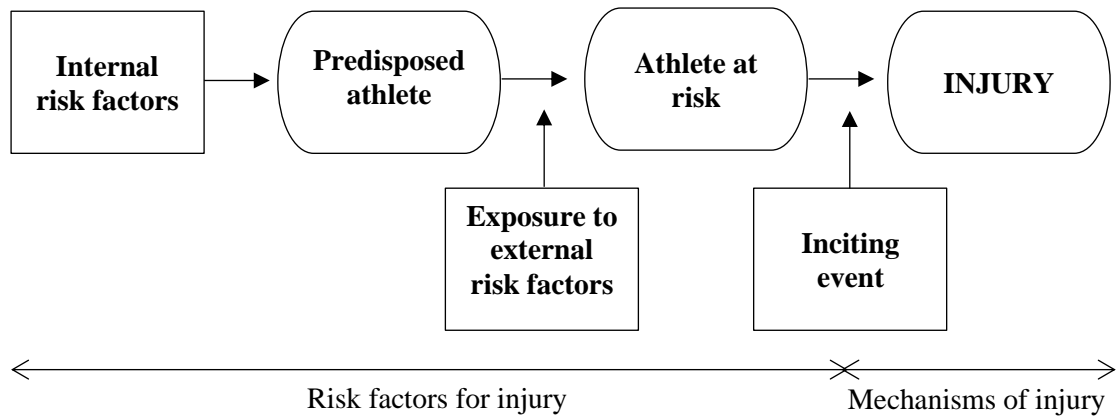 Internal
risk factors
Predisposed
athlete
Athlete at
risk
INJURY
Exposure to
external
risk factors
Inciting
event
Risk factors for injury
Mechanisms of injury